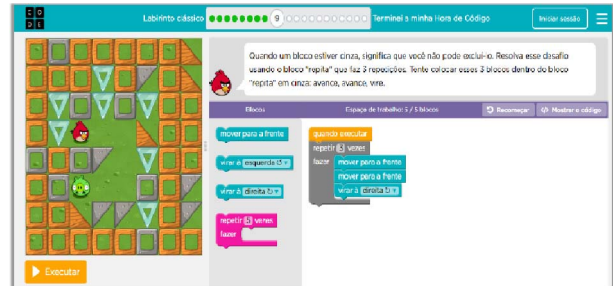 C O
D E
Labirinto clássico
9
Terminei a minha Hora de Código
Iniciar sessão
Quando um bloco estiver cinza, significa que você não pode excluí-lo. Resolva esse desafio
usando o bloco "repita" que faz 3 repetições. Tente colocar esses 3 blocos dentro do bloco
"repita" em cinza: avance, avance, vire.
Blocos
Espaço de trabalho: 5 / 5 blocos
Recomeçar
Mostrar o código
mover para a frente
virar à esquerda
virar à direita
repetir vezes
fazer
quando executar
repetir 3 vezes
fazer
mover para a frente
mover para a frente
virar à direita
Executar